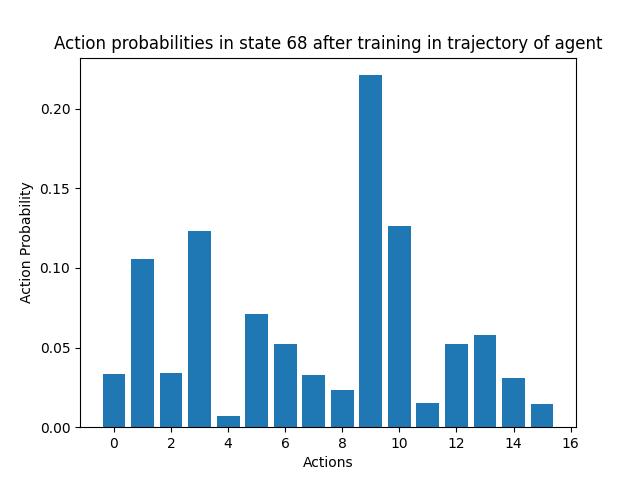 Action probabilities in state 68 after training in trajectory of agent
0.20
0.15
0.10
0.05
0.00
Action Probability
0 2 4 6 8 10 12 14 16
Actions